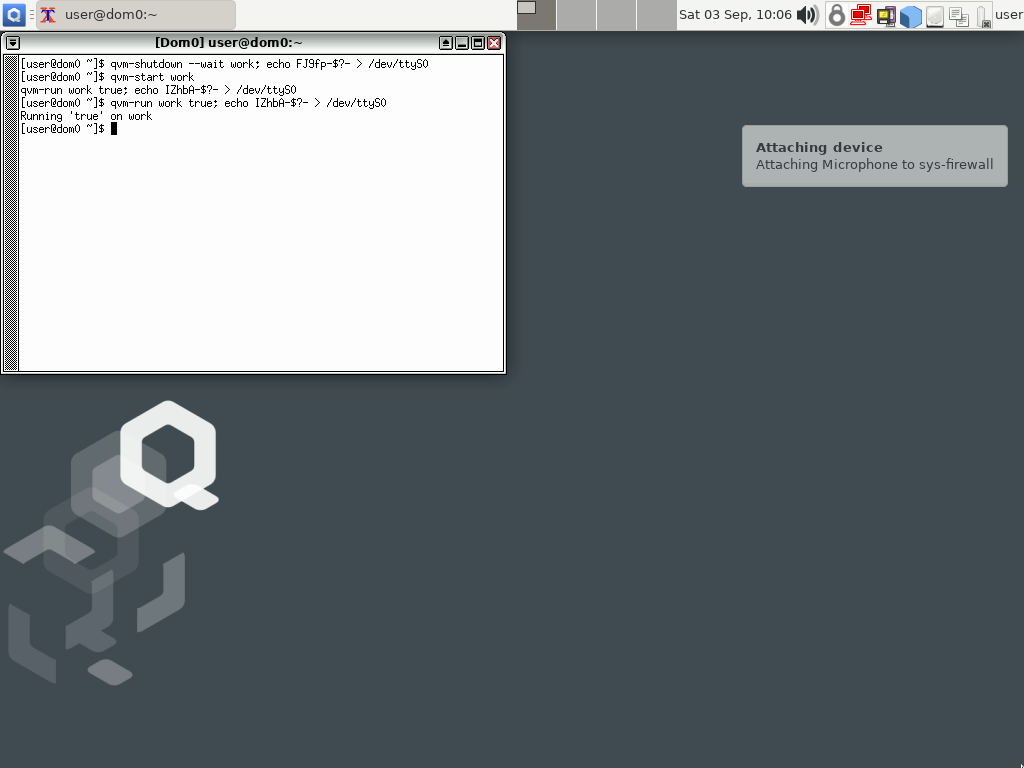 user@dom0:~
Sat 03 Sep, 10:06
user
[Dom0] user@dom0:~
[user@dom0 ~]$ qvm-shutdown --wait work; echo FJ9fp-$?- > /dev/ttyS0
[user@dom0 ~]$ qvm-start work
qvm-run work true; echo IZhbA-$?- > /dev/ttyS0
[user@dom0 ~]$ qvm-run work true; echo IZhbA-$?- > /dev/ttyS0
Running 'true' on work
[user@dom0 ~]$
Attaching device
Attaching Microphone to sys-firewall